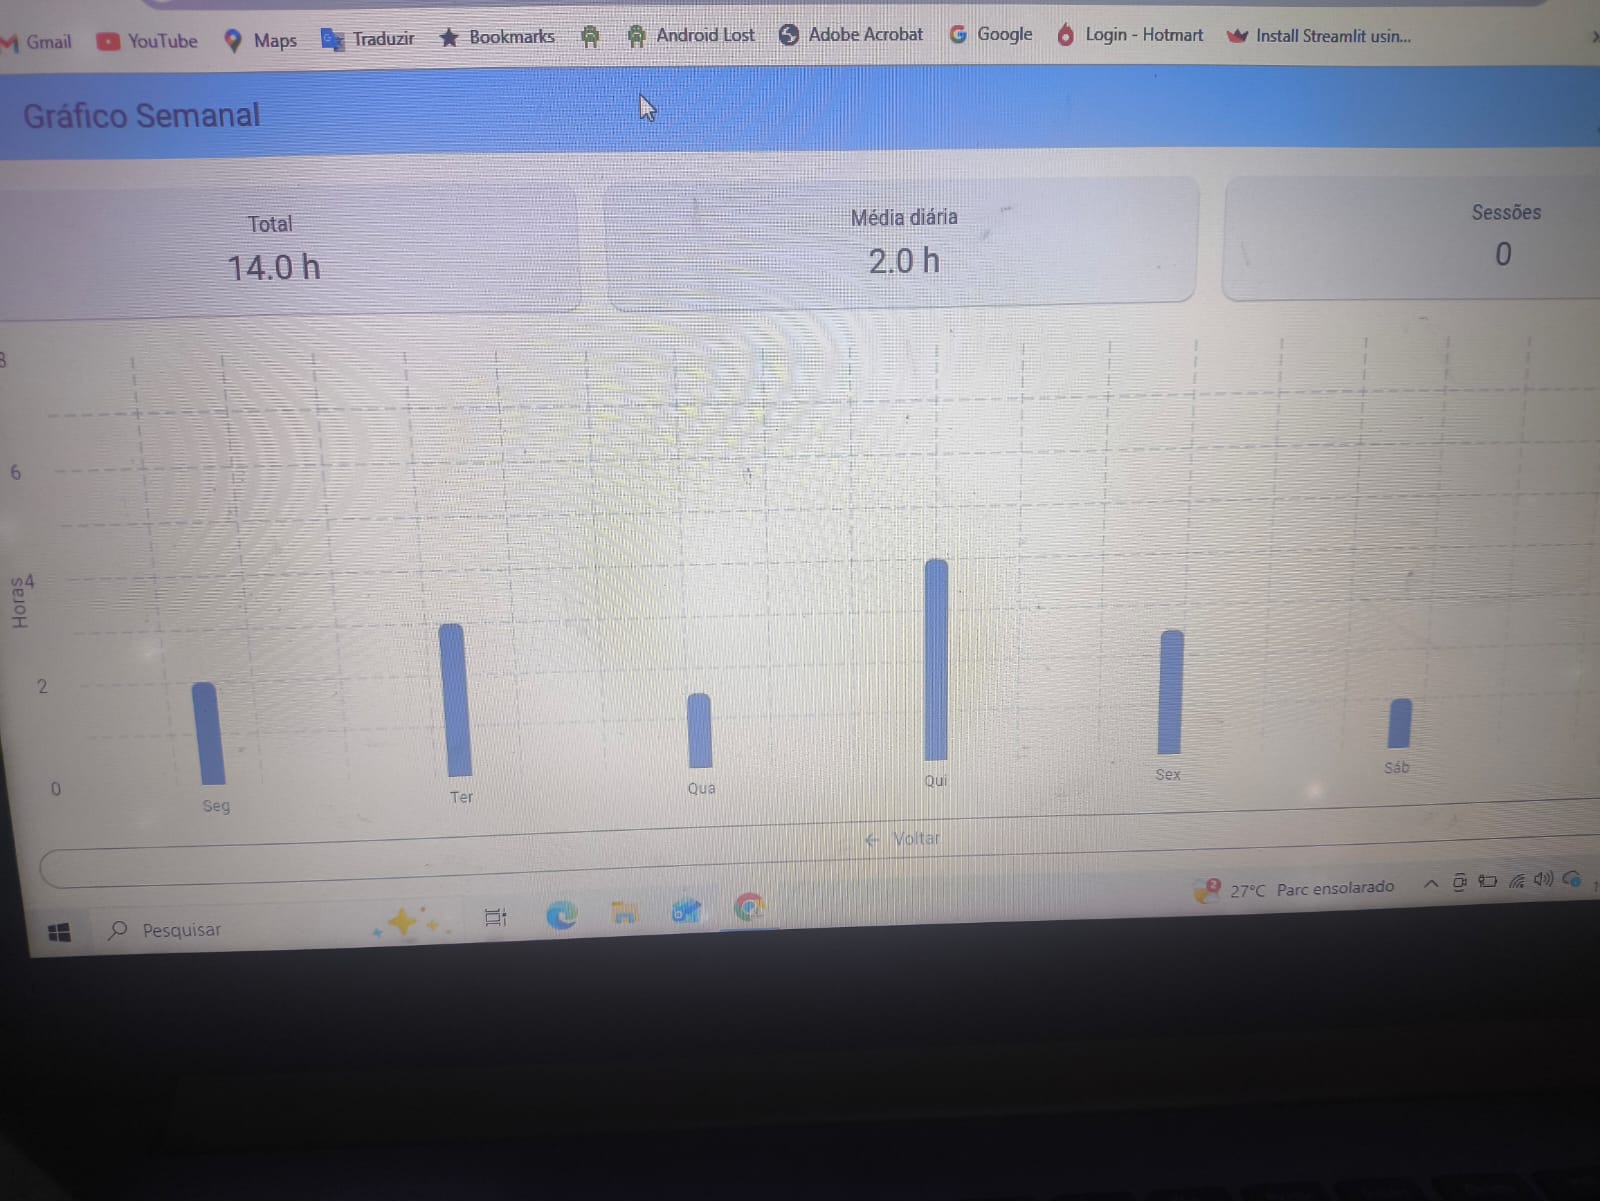 Gmail YouTube Maps Traduzir Bookmarks Android Lost Adobe Acrobat Google Login - Hotmart Install Streamlit usin...
Gráfico Semanal
Total Média diária Sessões
14.0 h 2.0 h 0
8
6
4
Horas
2
0
Seg Ter Qua Qui Sex Sáb
← Voltar
Pesquisar 2 27°C Parc ensolarado